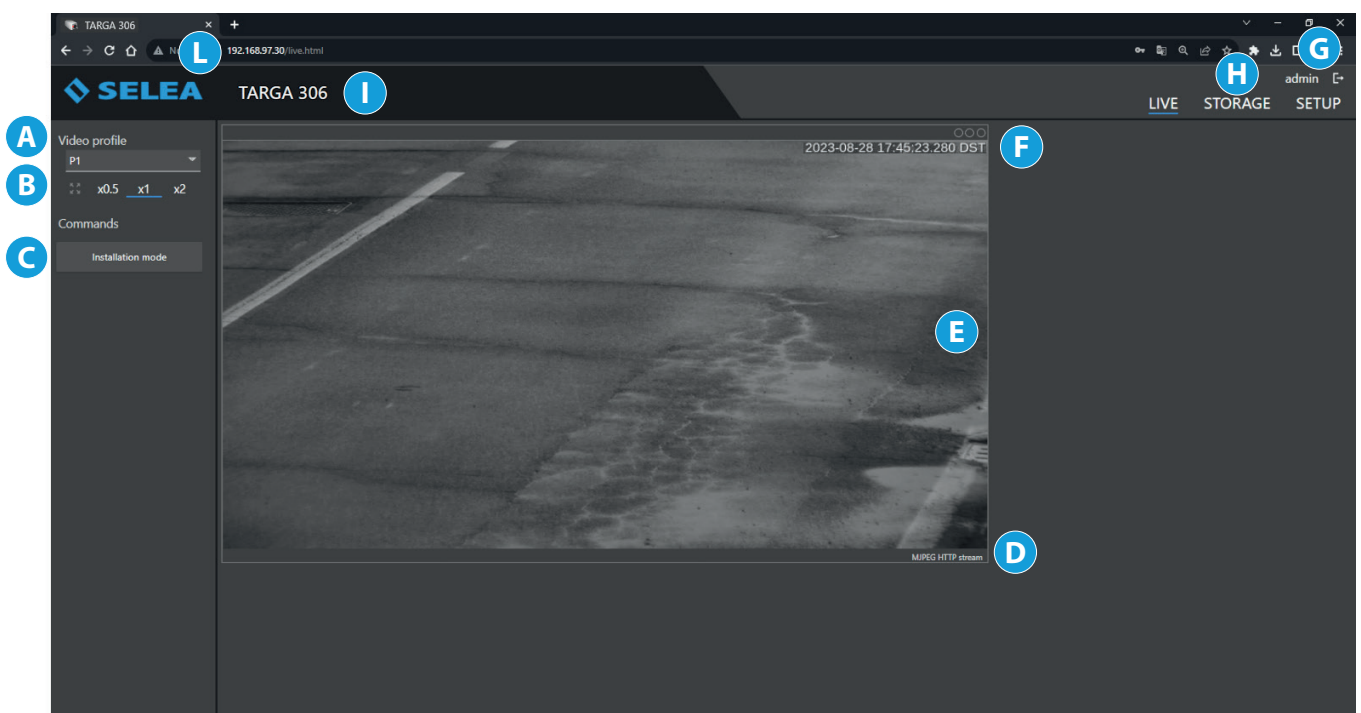 TARGA 306
L
192.168.97.30/live.html
G
SELEA
TARGA 306
I
H
admin
LIVE
STORAGE
SETUP
A
Video profile
P1
B
x0.5
x1
x2
Commands
C
Installation mode
2023-08-28 17:45:23.280 DST
F
E
MJPEG HTTP stream
D